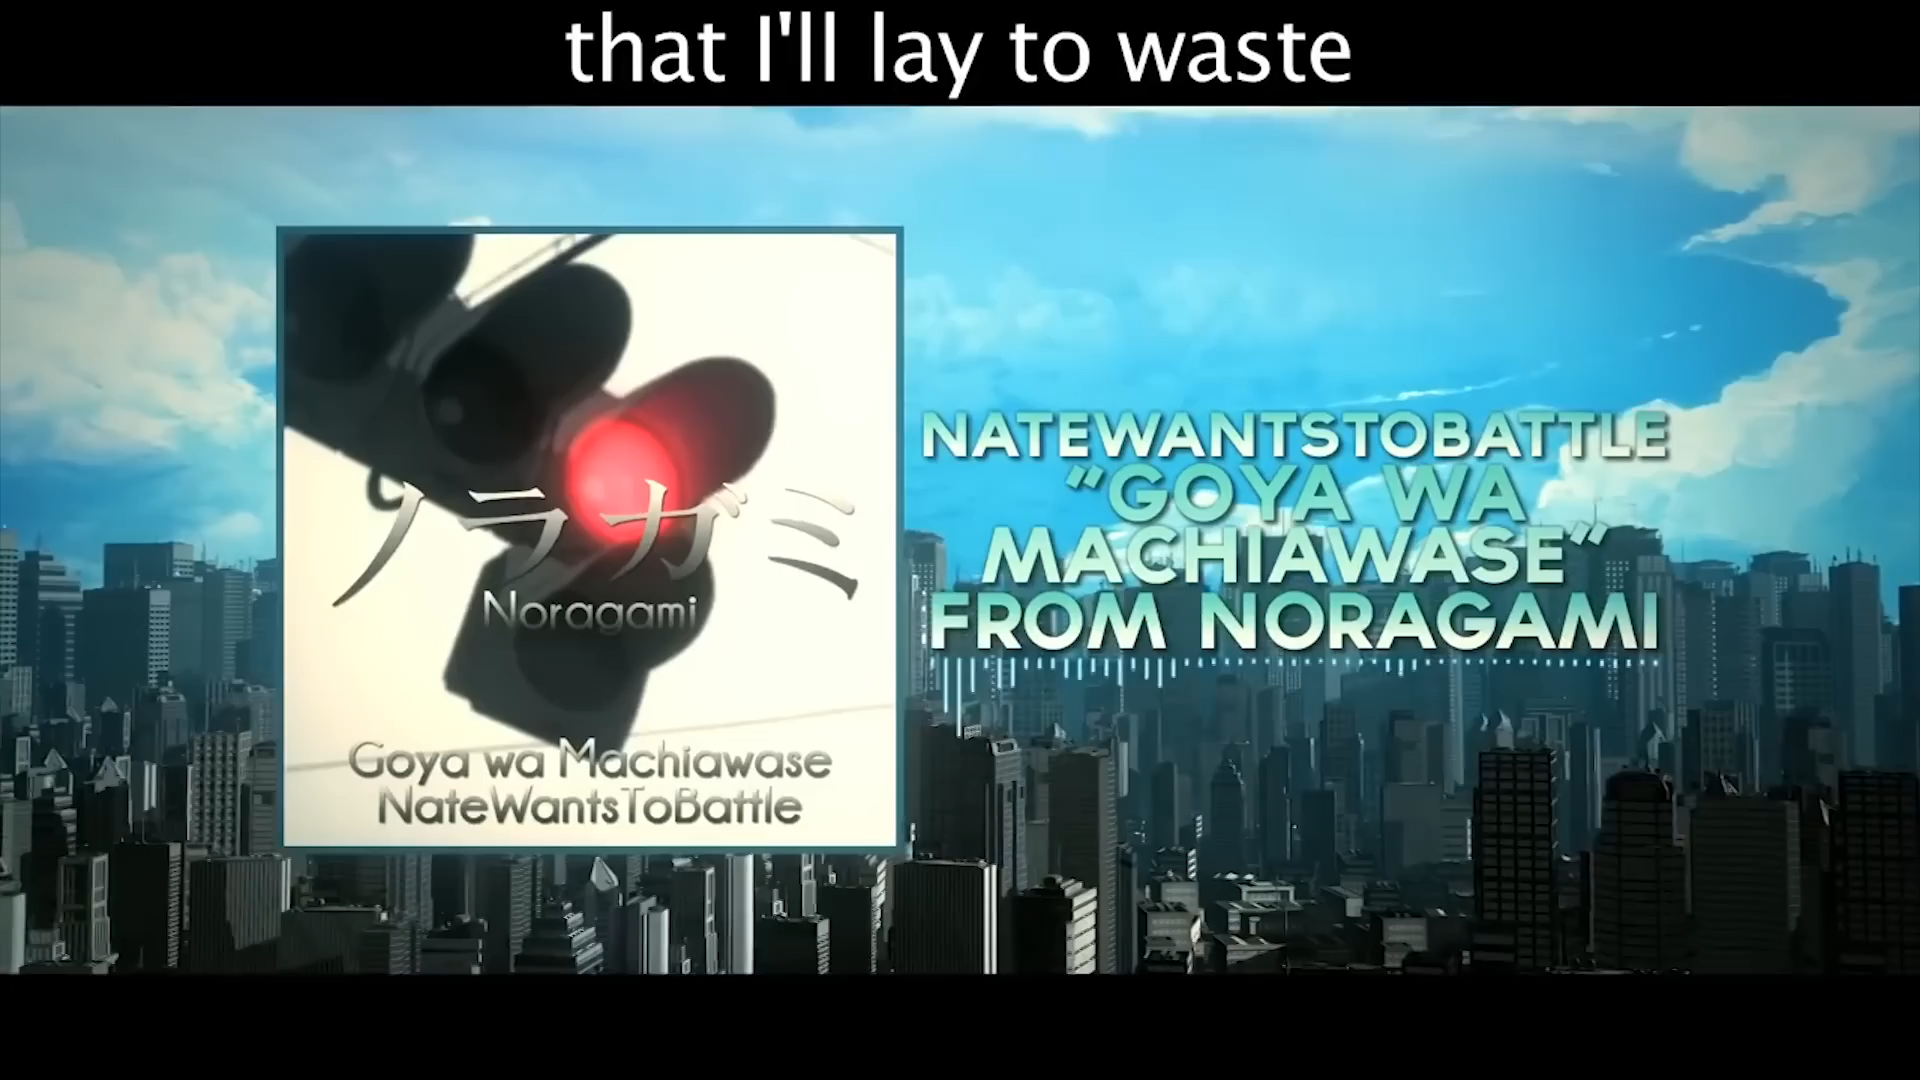 that I'll lay to waste
ノラガミ
Noragami
Goya wa Machiawase
NateWantsToBattle
NATEWANTSTOBATTLE
"GOYA WA
MACHIAWASE"
FROM NORAGAMI